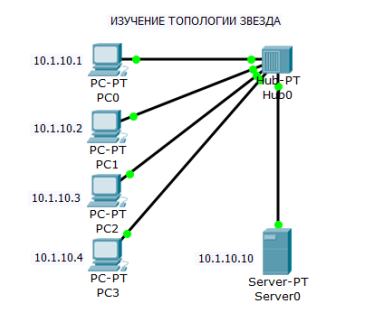 ИЗУЧЕНИЕ ТОПОЛОГИИ ЗВЕЗДА
10.1.10.1
PC-PT
PC0
Hub-PT
Hub0
10.1.10.2
PC-PT
PC1
10.1.10.3
PC-PT
PC2
10.1.10.4
PC-PT
PC3
10.1.10.10
Server-PT
Server0